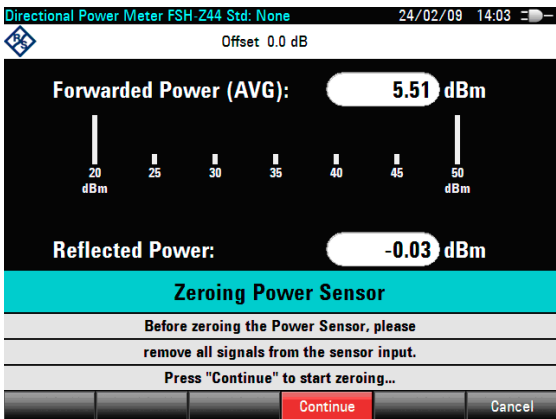 Directional Power Meter FSH-Z44 Std: None 24/02/09 14:03
R&S Offset 0.0 dB
Forwarded Power (AVG): 5.51 dBm
20 25 30 35 40 45 50
dBm dBm
Reflected Power: -0.03 dBm
Zeroing Power Sensor
Before zeroing the Power Sensor, please
remove all signals from the sensor input.
Press "Continue" to start zeroing...
Continue Cancel